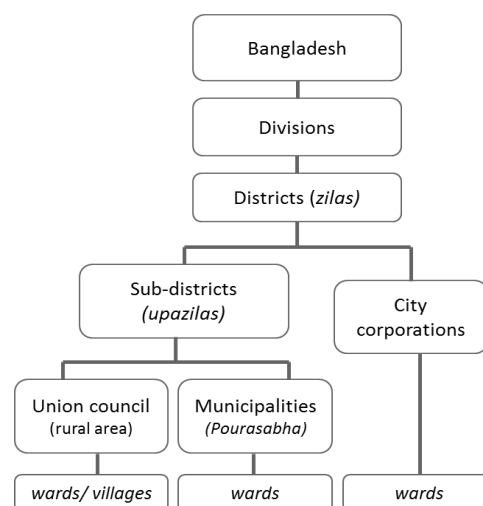 Bangladesh
Divisions
Districts (zilas)
Sub-districts
(upazilas)
City
corporations
Union council
(rural area)
Municipalities
(Pourasabha)
wards/ villages
wards
wards